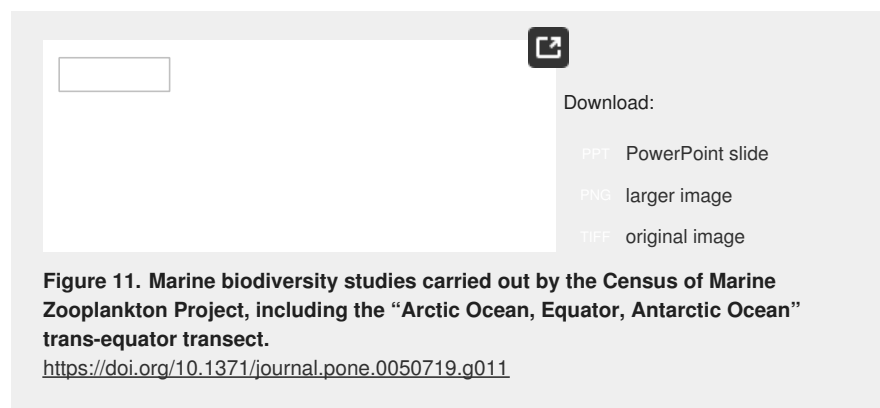 Download:
PPT PowerPoint slide
PNG larger image
TIFF original image
Figure 11. Marine biodiversity studies carried out by the Census of Marine
Zooplankton Project, including the “Arctic Ocean, Equator, Antarctic Ocean”
trans-equator transect.
https://doi.org/10.1371/journal.pone.0050719.g011